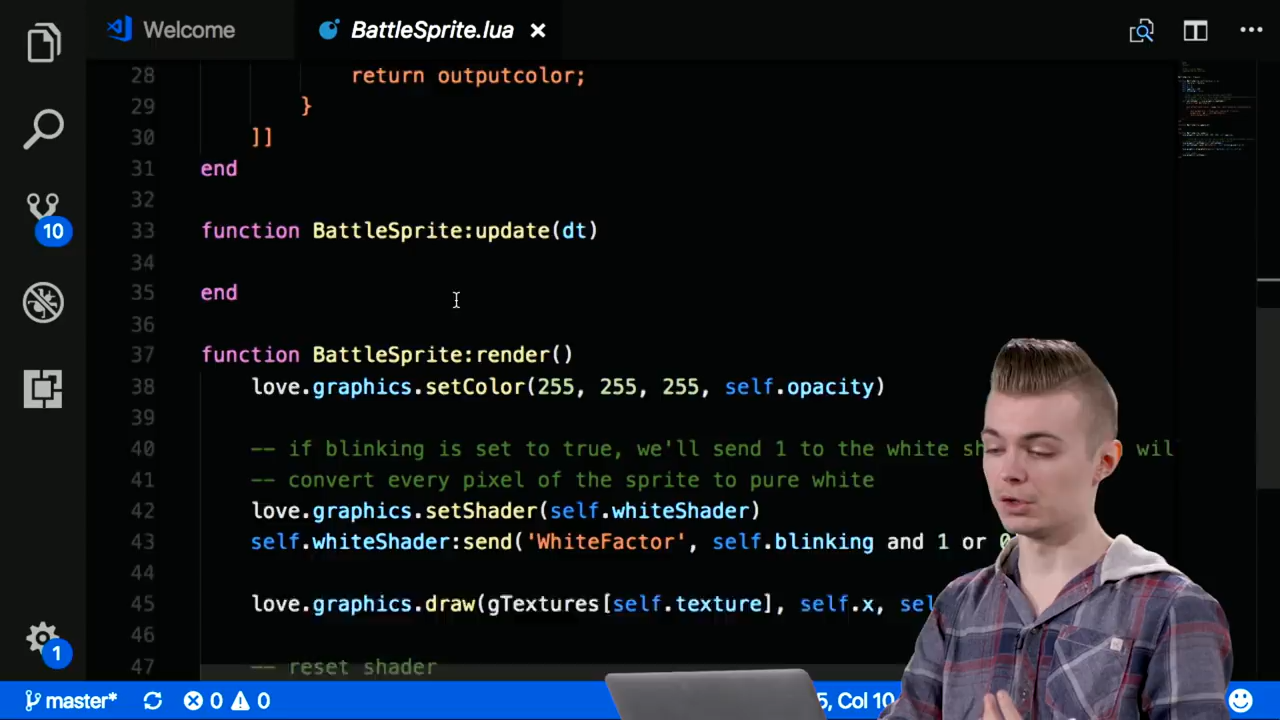 Welcome
BattleSprite.lua
28 return outputcolor;
29 }
30 ]]
31 end
32
33 function BattleSprite:update(dt)
34
35 end
36
37 function BattleSprite:render()
38 love.graphics.setColor(255, 255, 255, self.opacity)
39
40 -- if blinking is set to true, we'll send 1 to the white wil
41 -- convert every pixel of the sprite to pure white
42 love.graphics.setShader(self.whiteShader)
43 self.whiteShader:send('WhiteFactor', self.blinking and 1 or
44
45 love.graphics.draw(gTextures[self.texture], self.x,
46
47 -- reset shader
10
1
master* 0 0 Col 10